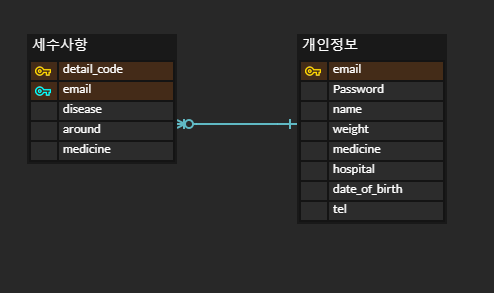 세수사항
detail_code
email
disease
around
medicine
개인정보
email
Password
name
weight
medicine
hospital
date_of_birth
tel